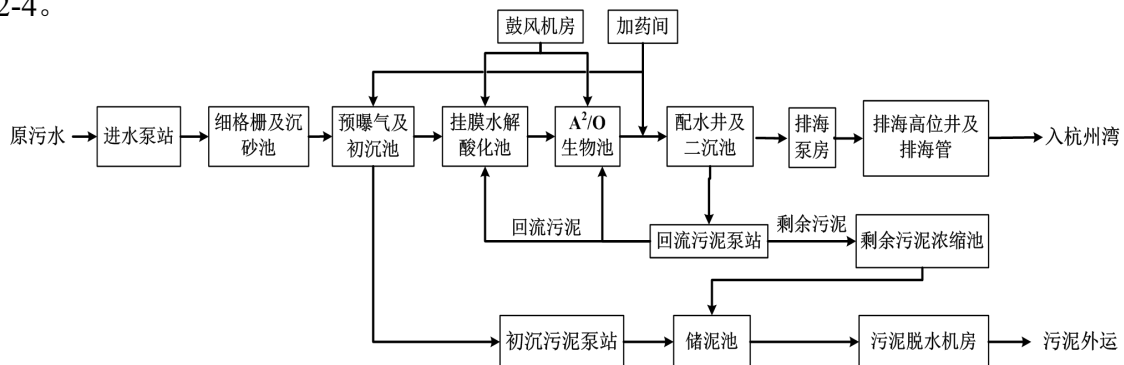 2-4。
鼓风机房
加药间
原污水
进水泵站
细格栅及沉
砂池
预曝气及
初沉池
挂膜水解
酸化池
A²/O
生物池
配水井及
二沉池
排海
泵房
排海高位井及
排海管
入杭州湾
回流污泥
回流污泥泵站
剩余污泥
剩余污泥浓缩池
初沉污泥泵站
储泥池
污泥脱水机房
污泥外运